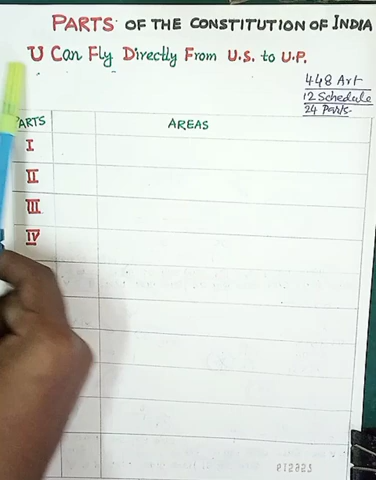 PARTS OF THE CONSTITUTION OF INDIA
U Can Fly Directly From U.S. to U.P.
448 Art
12 Schedule
24 Parts
PARTS AREAS
I
II
III
IV